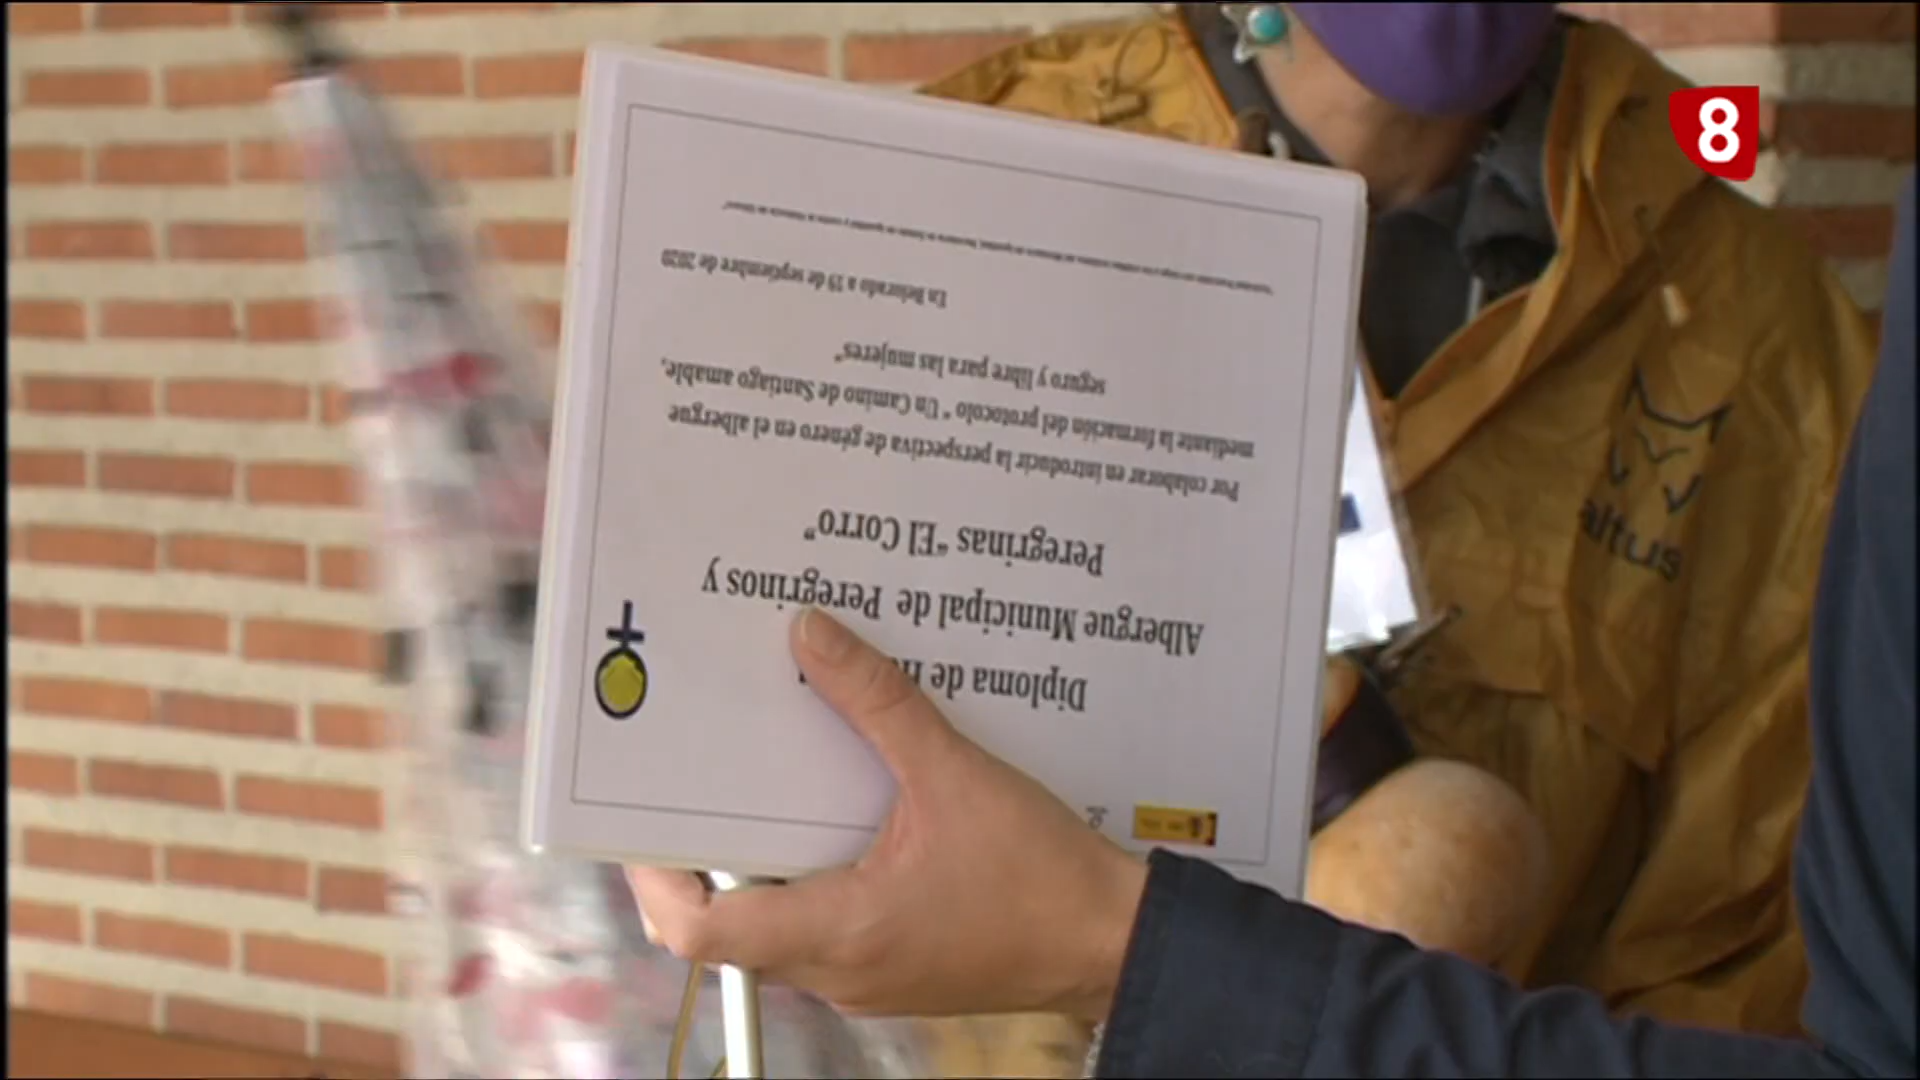 8
Diploma de
Albergue Municipal de Peregrinos y
Peregrinas "El Corro"
Por colaborar en introducir la perspectiva de género en el albergue
mediante la formación del protocolo "Un Camino de Santiago amable,
seguro y libre para las mujeres"
En Belorado a 19 de septiembre de 2020
altus